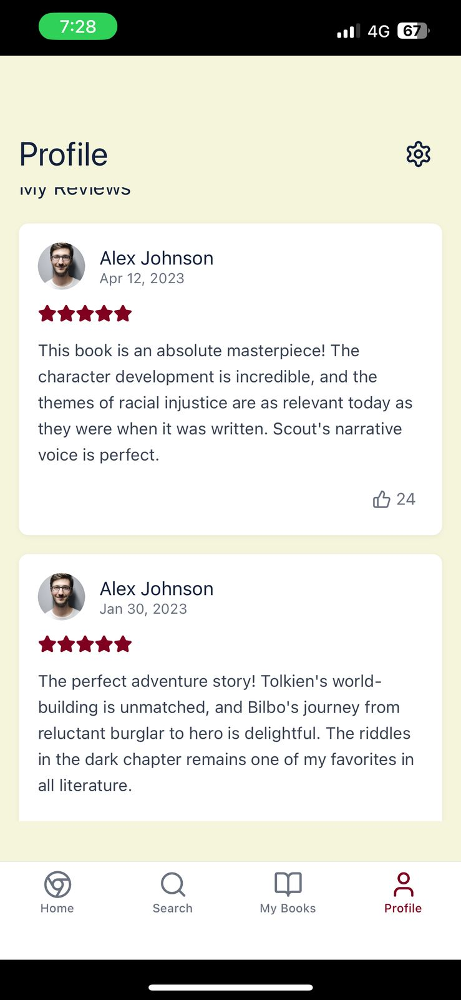 7:28
4G
67
Profile
My Reviews
Alex Johnson
Apr 12, 2023
This book is an absolute masterpiece! The
character development is incredible, and the
themes of racial injustice are as relevant today as
they were when it was written. Scout's narrative
voice is perfect.
24
Alex Johnson
Jan 30, 2023
The perfect adventure story! Tolkien's world-
building is unmatched, and Bilbo's journey from
reluctant burglar to hero is delightful. The riddles
in the dark chapter remains one of my favorites in
all literature.
Home
Search
My Books
Profile